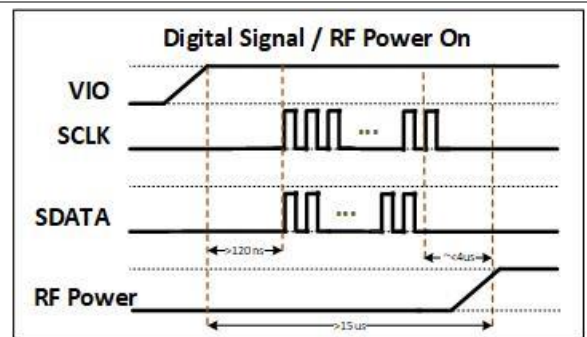 Digital Signal / RF Power On
VIO
SCLK
...
SDATA
...
>120ns
~<4us
RF Power
>15us